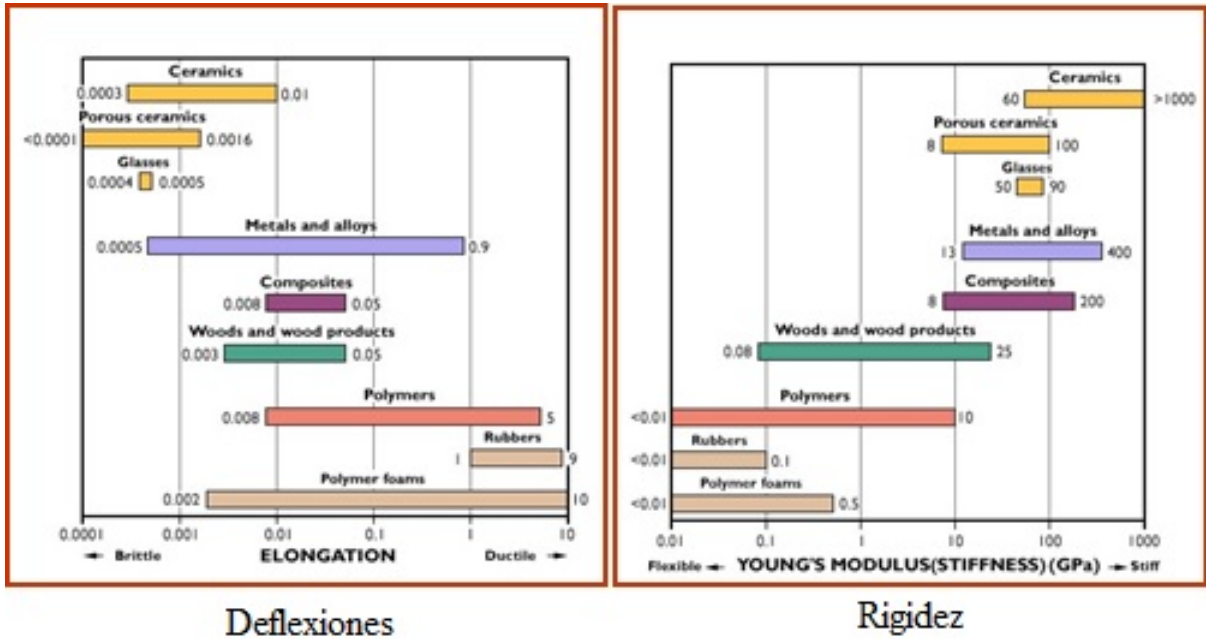 Ceramics
0.0003 0.01
Porous ceramics
<0.0001 0.0016
Glasses
0.0004 0.0005
Metals and alloys
0.0005 0.9
Composites
0.008 0.05
Woods and wood products
0.003 0.05
Polymers
0.008 5
Rubbers
1 9
Polymer foams
0.002 10
0.0001 0.001 0.01 0.1 1 10
Brittle ELONGATION Ductile
Deflexiones
Ceramics
60 >1000
Porous ceramics
8 100
Glasses
50 90
Metals and alloys
13 400
Composites
8 200
Woods and wood products
0.08 25
Polymers
<0.01 10
Rubbers
<0.01 0.1
Polymer foams
<0.01 0.5
0.01 0.1 1 10 100 1000
Flexible YOUNG'S MODULUS(STIFFNESS)(GPa) Stiff
Rigidez